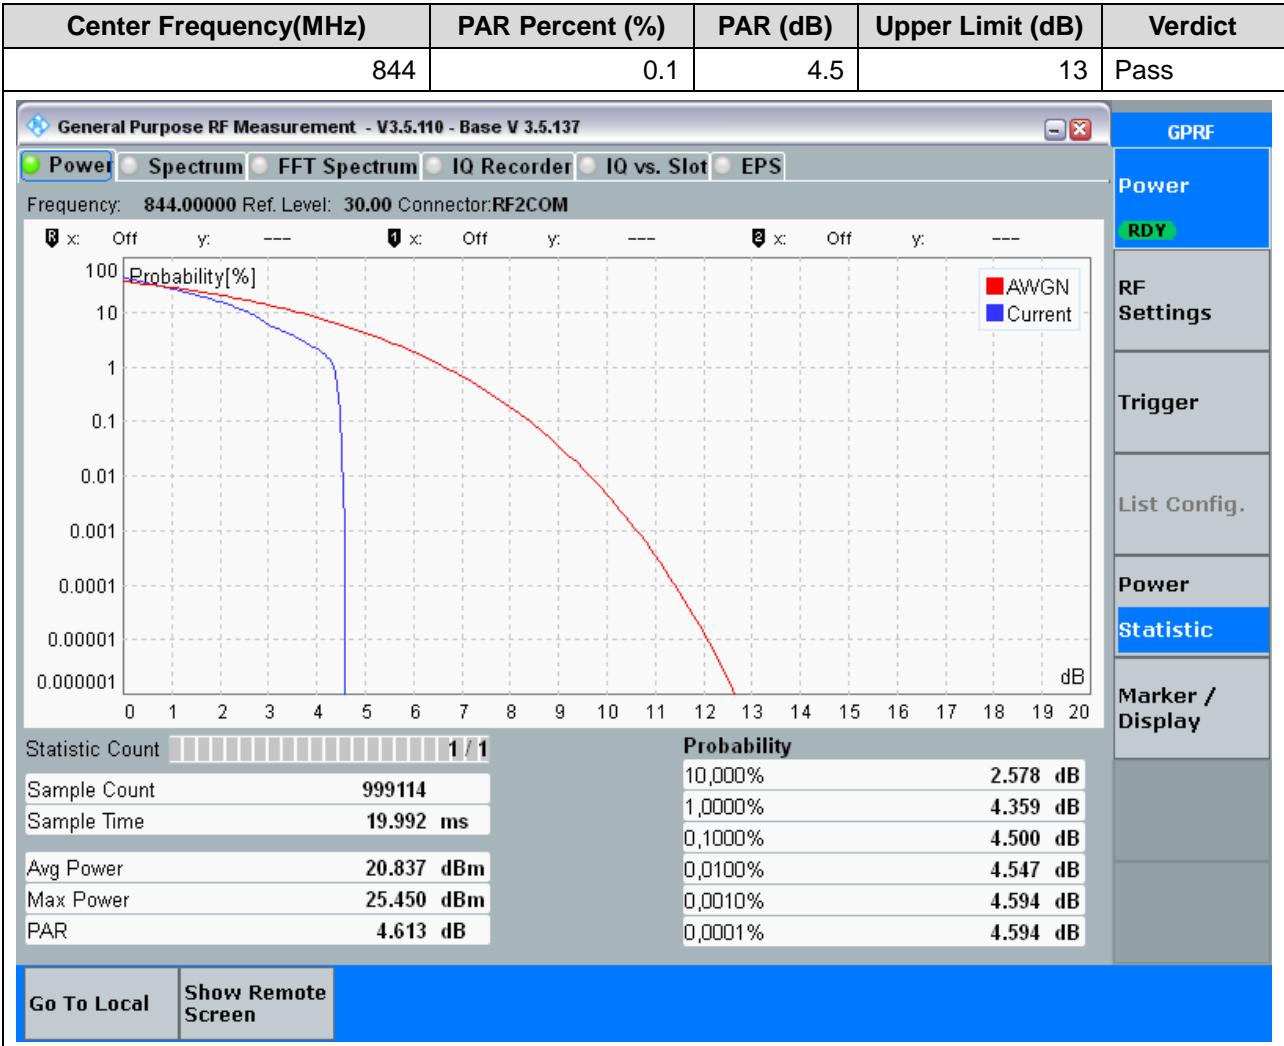 Center Frequency(MHz) PAR Percent (%) PAR (dB) Upper Limit (dB) Verdict
844 0.1 4.5 13 Pass
General Purpose RF Measurement - V3.5.110 - Base V 3.5.137
GPRF
Power Spectrum FFT Spectrum IQ Recorder IQ vs. Slot EPS
Frequency: 844.00000 Ref. Level: 30.00 Connector:RF2COM
R x: Off y: --- 1 x: Off y: --- 2 x: Off y: ---
Probability[%]
AWGN
Current
100
10
1
0.1
0.01
0.001
0.0001
0.00001
0.000001
dB
0 1 2 3 4 5 6 7 8 9 10 11 12 13 14 15 16 17 18 19 20
Statistic Count 1 / 1
Sample Count 999114
Sample Time 19.992 ms
Avg Power 20.837 dBm
Max Power 25.450 dBm
PAR 4.613 dB
Probability
10,000% 2.578 dB
1,0000% 4.359 dB
0,1000% 4.500 dB
0,0100% 4.547 dB
0,0010% 4.594 dB
0,0001% 4.594 dB
Power
RDY
RF
Settings
Trigger
List Config.
Power
Statistic
Marker /
Display
Go To Local
Show Remote
Screen